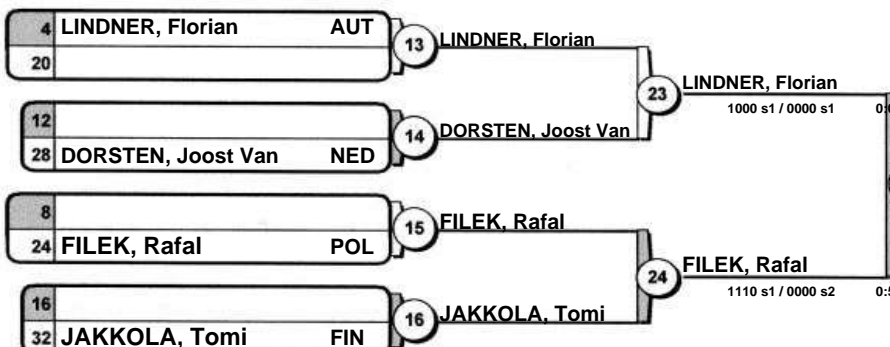 4 LINDNER, Florian AUT
20
13 LINDNER, Florian
12
28 DORSTEN, Joost Van NED
14 DORSTEN, Joost Van
23 LINDNER, Florian
1000 s1 / 0000 s1
8
24 FILEK, Rafal POL
15 FILEK, Rafal
16
32 JAKKOLA, Tomi FIN
16 JAKKOLA, Tomi
24 FILEK, Rafal
1110 s1 / 0000 s2